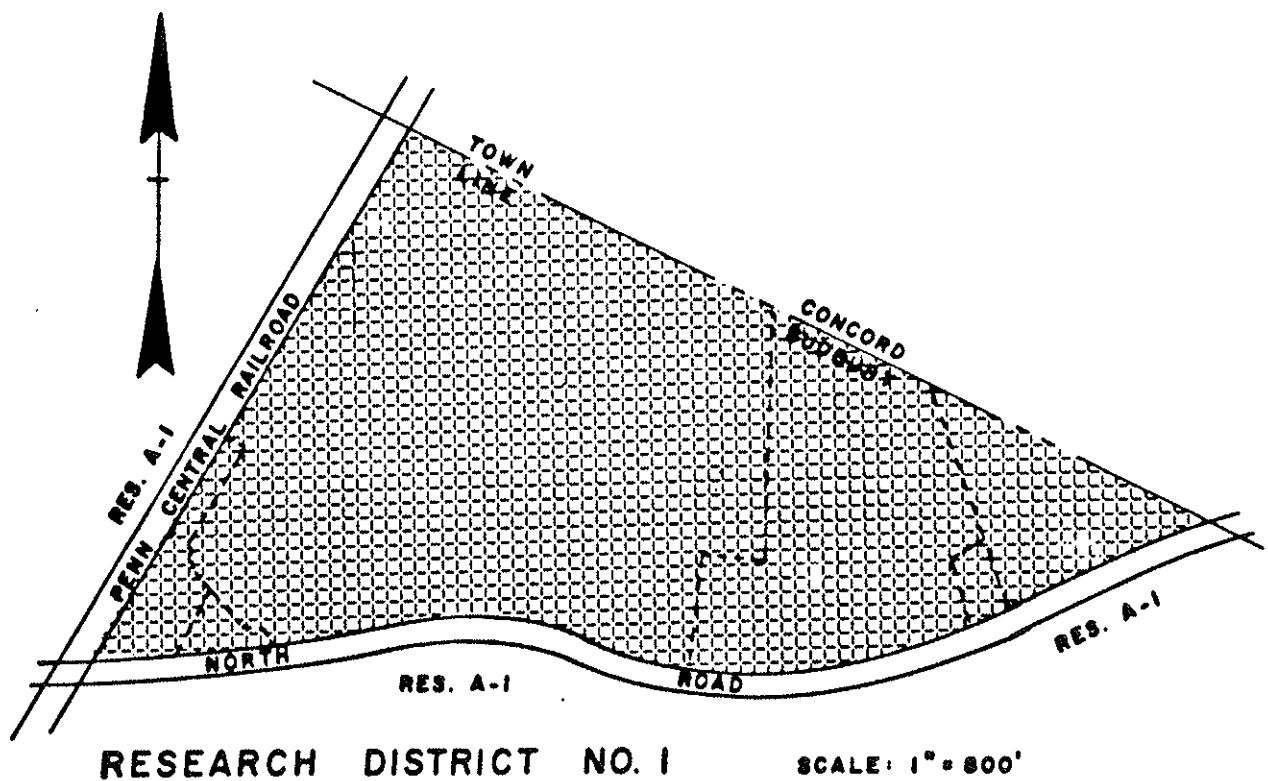 TOWN
LINE
CONCORD
SUDBURY
PENN CENTRAL RAILROAD
RES. A-1
NORTH ROAD
RES. A-1
RES. A-1
RESEARCH DISTRICT NO. 1
SCALE: 1" = 800'